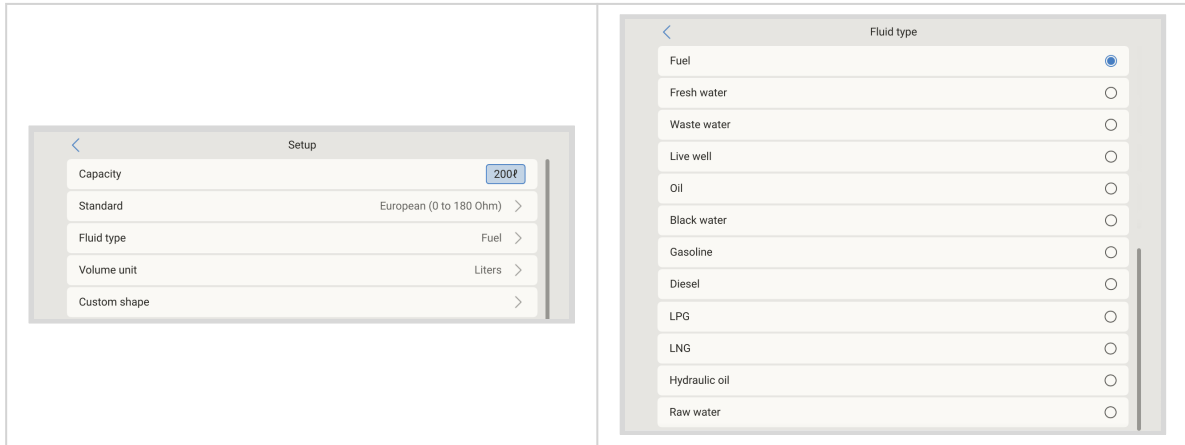 Setup
Capacity 200ℓ
Standard European (0 to 180 Ohm)
Fluid type Fuel
Volume unit Liters
Custom shape
Fluid type
Fuel
Fresh water
Waste water
Live well
Oil
Black water
Gasoline
Diesel
LPG
LNG
Hydraulic oil
Raw water